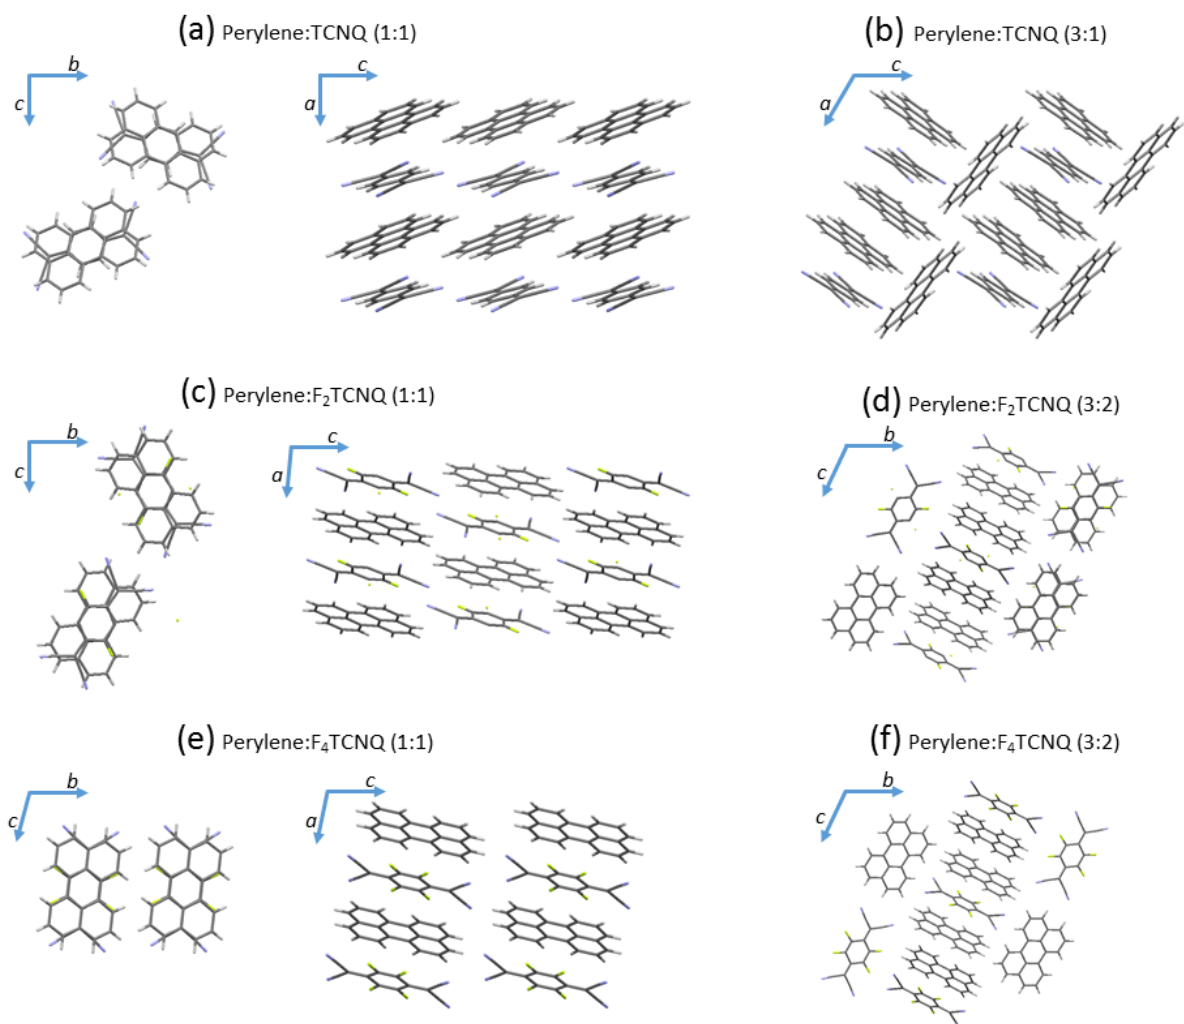 (a) Perylene:TCNQ (1:1)
b
c
c
a
(b) Perylene:TCNQ (3:1)
c
a
(c) Perylene:F₂TCNQ (1:1)
b
c
c
a
(d) Perylene:F₂TCNQ (3:2)
b
c
(e) Perylene:F₄TCNQ (1:1)
b
c
c
a
(f) Perylene:F₄TCNQ (3:2)
b
c